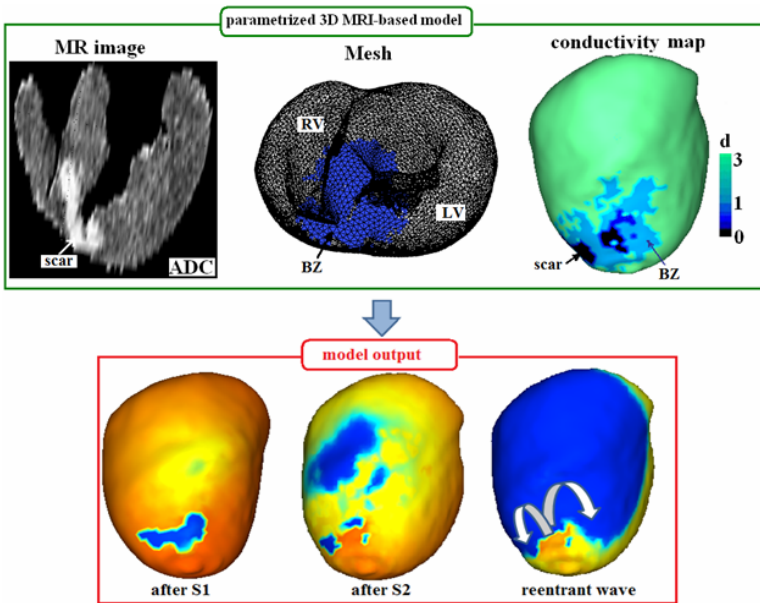 parametrized 3D MRI-based model
MR image
Mesh
conductivity map
RV
LV
BZ
scar
ADC
d
3
1
0
scar
BZ
model output
after S1
after S2
reentrant wave